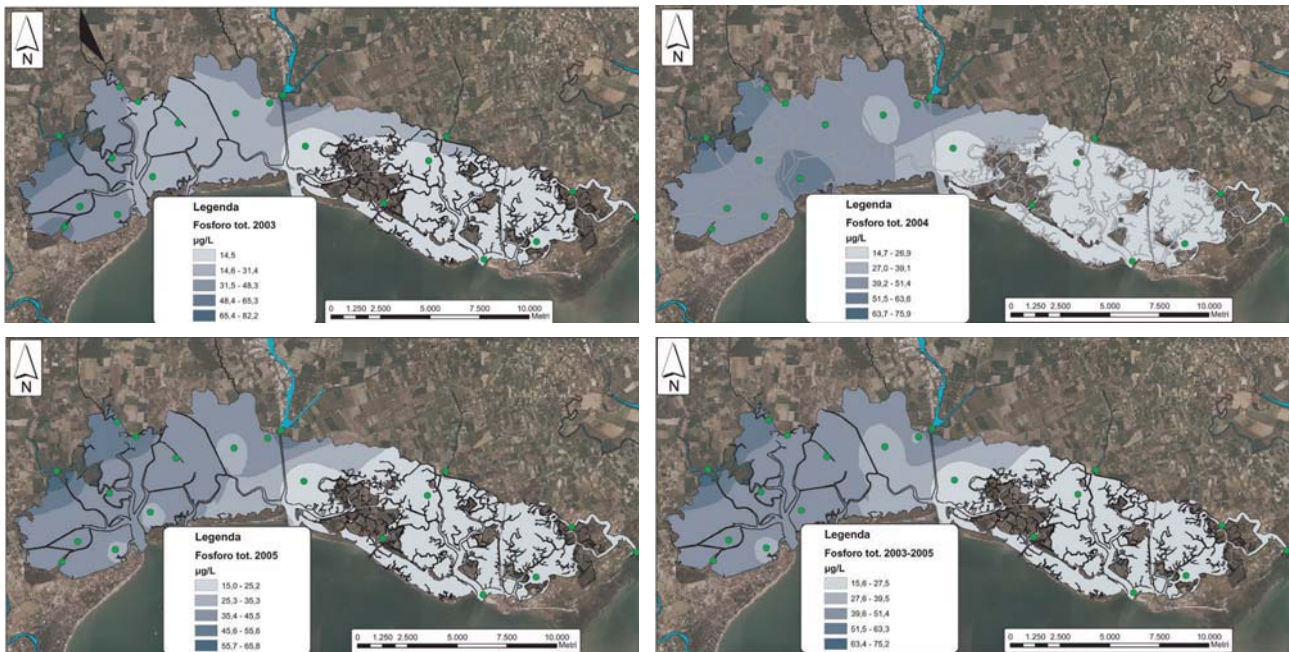 N
Legenda
Fosforo tot. 2003
µg/L
14,5
14,6 - 31,4
31,5 - 48,3
48,4 - 65,3
65,4 - 82,2
0 1.250 2.500 5.000 7.500 10.000
Metri
N
Legenda
Fosforo tot. 2004
µg/L
14,7 - 26,9
27,0 - 39,1
39,2 - 51,4
51,5 - 63,6
63,7 - 75,9
0 1.250 2.500 5.000 7.500 10.000
Metri
N
Legenda
Fosforo tot. 2005
µg/L
15,0 - 25,2
25,3 - 35,3
35,4 - 45,5
45,6 - 55,6
55,7 - 65,8
0 1.250 2.500 5.000 7.500 10.000
Metri
N
Legenda
Fosforo tot. 2003-2005
µg/L
15,6 - 27,5
27,6 - 39,5
39,6 - 51,4
51,5 - 63,3
63,4 - 75,2
0 1.250 2.500 5.000 7.500 10.000
Metri